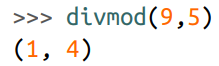 >>> divmod(9,5)
(1, 4)